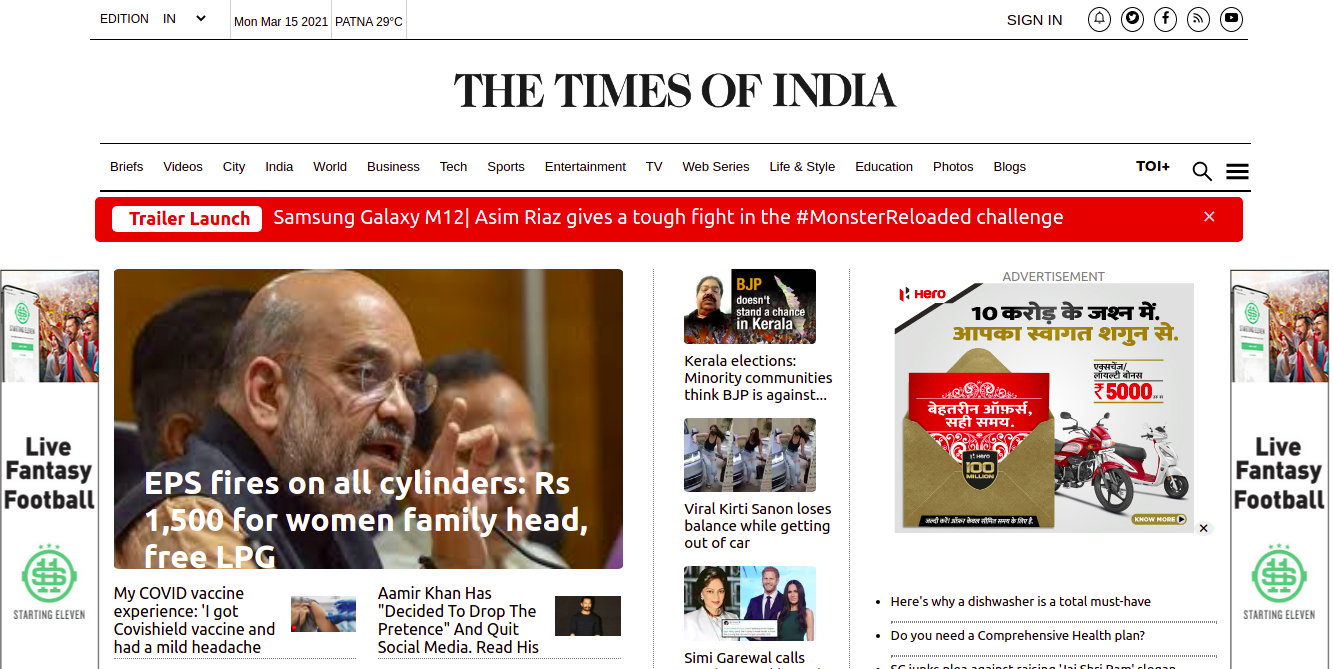 EDITION IN
Mon Mar 15 2021
PATNA 29°C
SIGN IN
THE TIMES OF INDIA
Briefs Videos City India World Business Tech Sports Entertainment TV Web Series Life & Style Education Photos Blogs TOI+
Trailer Launch Samsung Galaxy M12| Asim Riaz gives a tough fight in the #MonsterReloaded challenge ×
Live
Fantasy
Football
STARTING ELEVEN
EPS fires on all cylinders: Rs
1,500 for women family head,
free LPG
My COVID vaccine
experience: 'I got
Covishield vaccine and
had a mild headache
Aamir Khan Has
"Decided To Drop The
Pretence" And Quit
Social Media. Read His
BJP
doesn't
stand a chance
in Kerala
Kerala elections:
Minority communities
think BJP is against...
Viral Kirti Sanon loses
balance while getting
out of car
Simi Garewal calls
ADVERTISEMENT
Hero
10 करोड़ के जश्न में.
आपका स्वागत शगुन से.
एक्सचेंज/
लॉयल्टी बोनस
₹5000
बेहतरीन ऑफ़र्स,
सही समय.
Hero
100
MILLION
जल्दी करें! ऑफर केवल सीमित समय के लिए है.
KNOW MORE
Here's why a dishwasher is a total must-have
Do you need a Comprehensive Health plan?
SC junks plea against raising 'Jai Shri Ram' slogan
Live
Fantasy
Football
STARTING ELEVEN